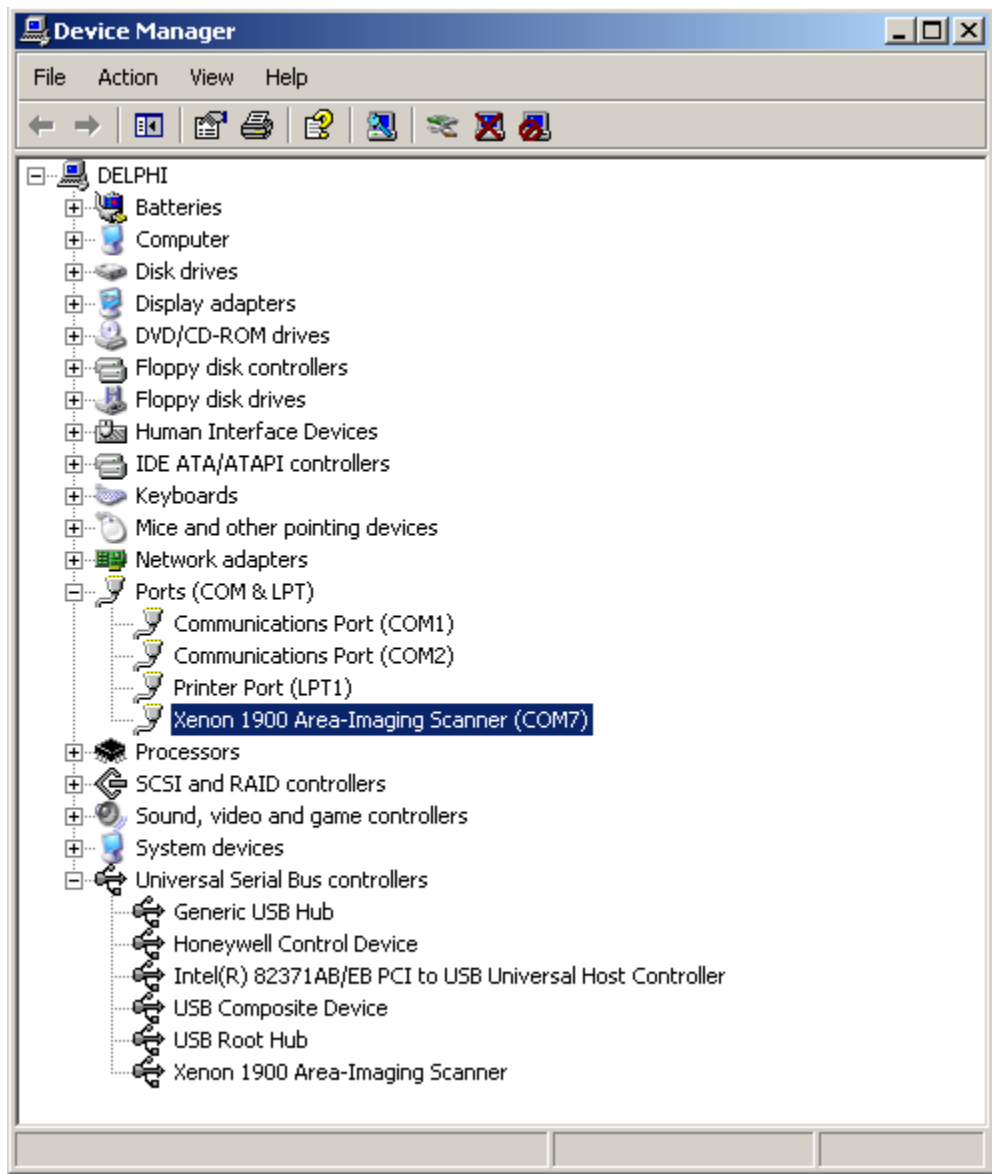 Device Manager
File Action View Help
DELPHI
Batteries
Computer
Disk drives
Display adapters
DVD/CD-ROM drives
Floppy disk controllers
Floppy disk drives
Human Interface Devices
IDE ATA/ATAPI controllers
Keyboards
Mice and other pointing devices
Network adapters
Ports (COM & LPT)
Communications Port (COM1)
Communications Port (COM2)
Printer Port (LPT1)
Xenon 1900 Area-Imaging Scanner (COM7)
Processors
SCSI and RAID controllers
Sound, video and game controllers
System devices
Universal Serial Bus controllers
Generic USB Hub
Honeywell Control Device
Intel(R) 82371AB/EB PCI to USB Universal Host Controller
USB Composite Device
USB Root Hub
Xenon 1900 Area-Imaging Scanner